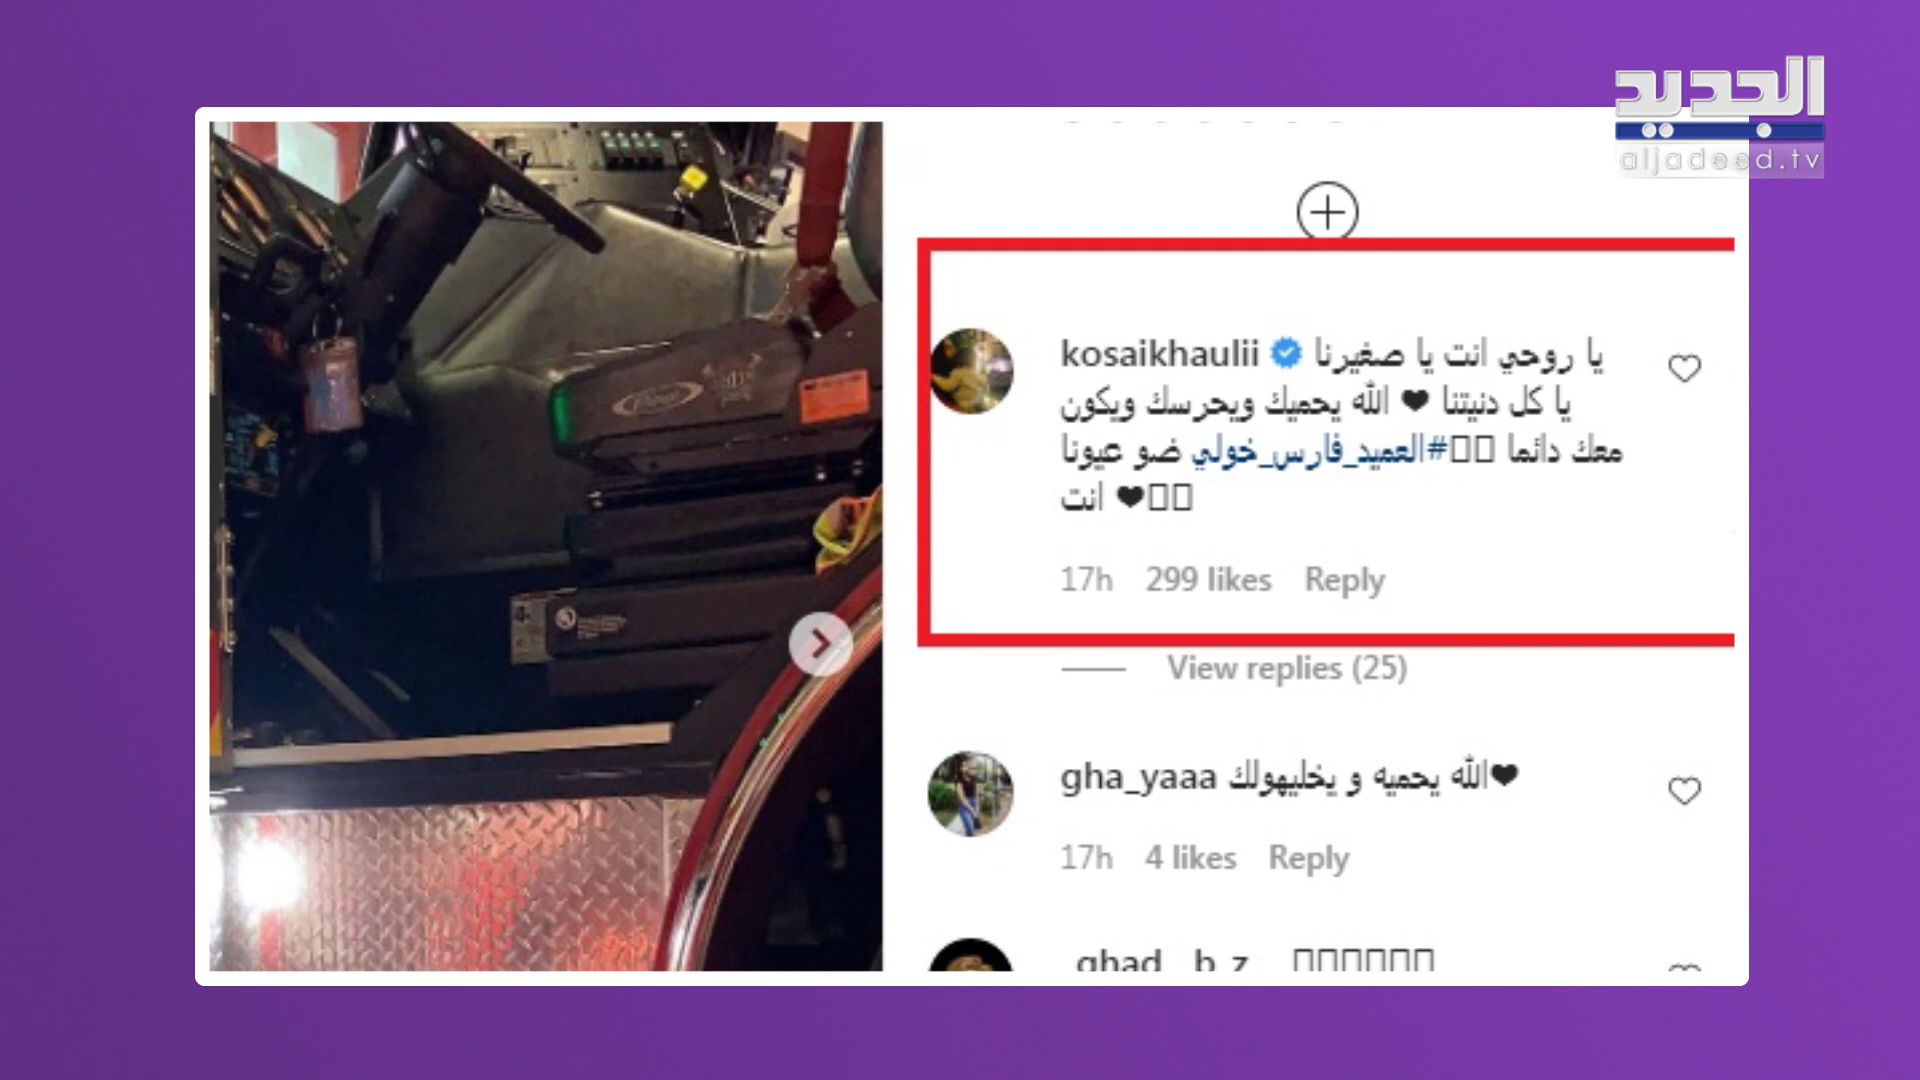 الجديد
aljadeed.tv
kosaikhaulii يا روحي انت يا صغيرنا
يا كل دنيتنا ❤ الله يحميك ويحرسك ويكون
معك دائما #العميد_فارس_خولي ضو عيونا
انت ❤
17h 299 likes Reply
View replies (25)
gha_yaaa الله يحميه و يخليهولك❤
17h 4 likes Reply